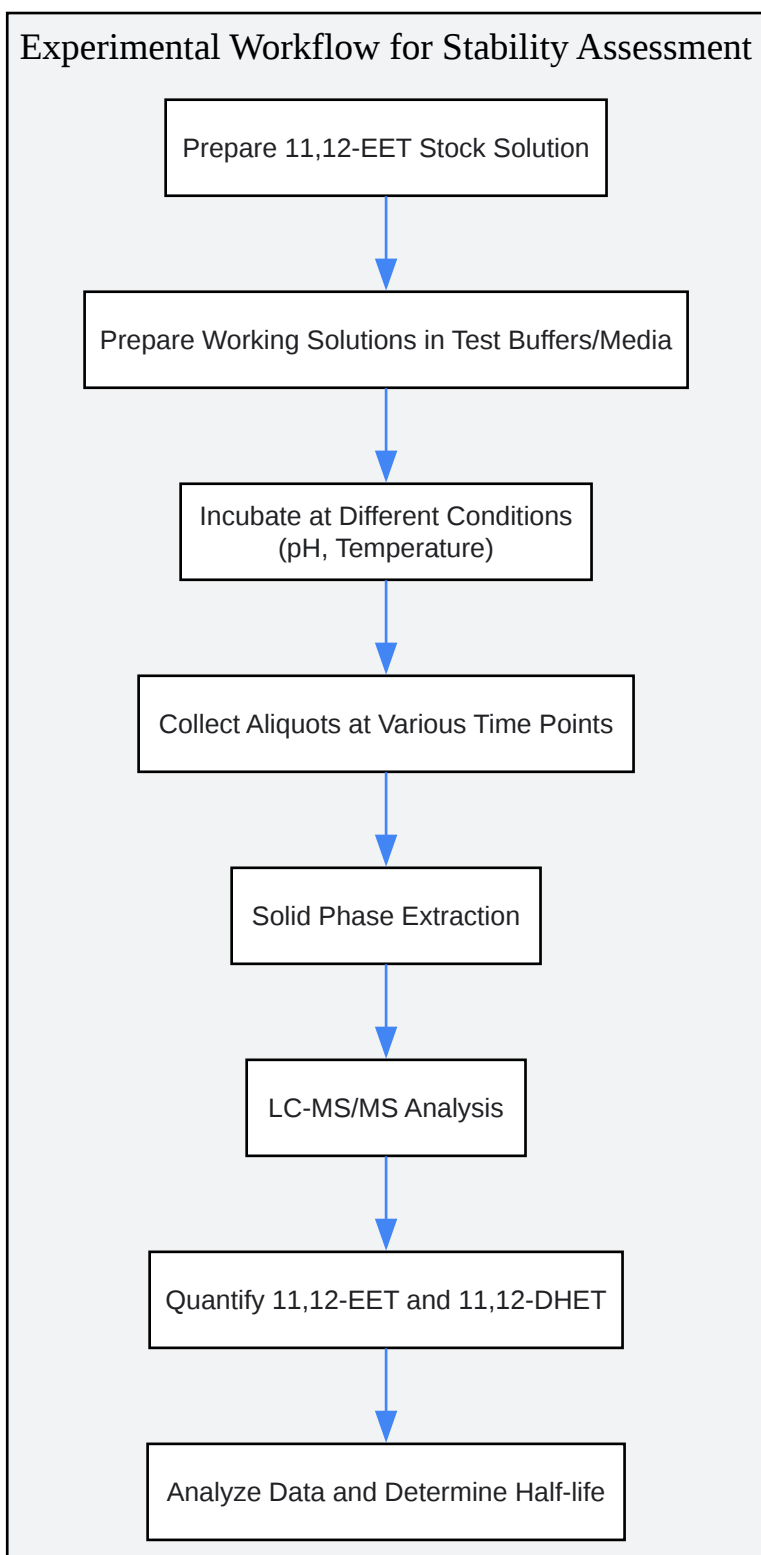 Experimental Workflow for Stability Assessment
Prepare 11,12-EET Stock Solution
Prepare Working Solutions in Test Buffers/Media
Incubate at Different Conditions
(pH, Temperature)
Collect Aliquots at Various Time Points
Solid Phase Extraction
LC-MS/MS Analysis
Quantify 11,12-EET and 11,12-DHET
Analyze Data and Determine Half-life